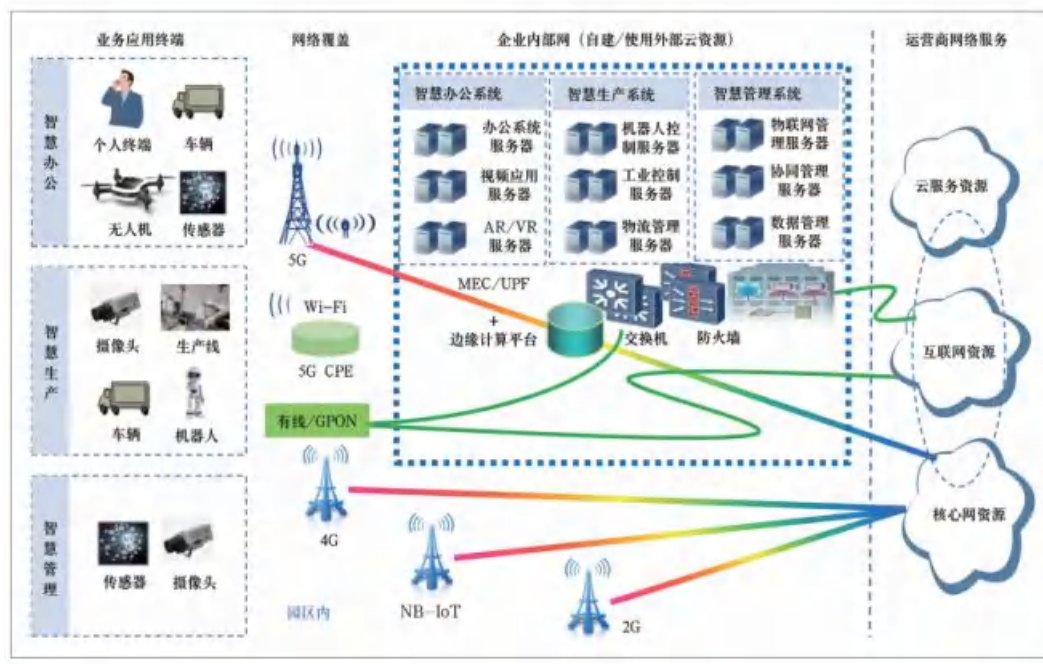 业务应用终端
网络覆盖
企业内部网（自建/使用外部云资源）
运营商网络服务
智慧办公
个人终端
车辆
无人机
传感器
智慧生产
摄像头
生产线
车辆
机器人
智慧管理
传感器
摄像头
5G
Wi-Fi
5G CPE
有线/GPON
4G
NB-IoT
2G
园区内
智慧办公系统
办公系统
服务器
视频应用
服务器
AR/VR
服务器
智慧生产系统
机器人控
制服务器
工业控制
服务器
物流管理
服务器
智慧管理系统
物联网管
理服务器
协同管理
服务器
数据管理
服务器
MEC/UPF
+
边缘计算平台
交换机
防火墙
云服务资源
互联网资源
核心网资源